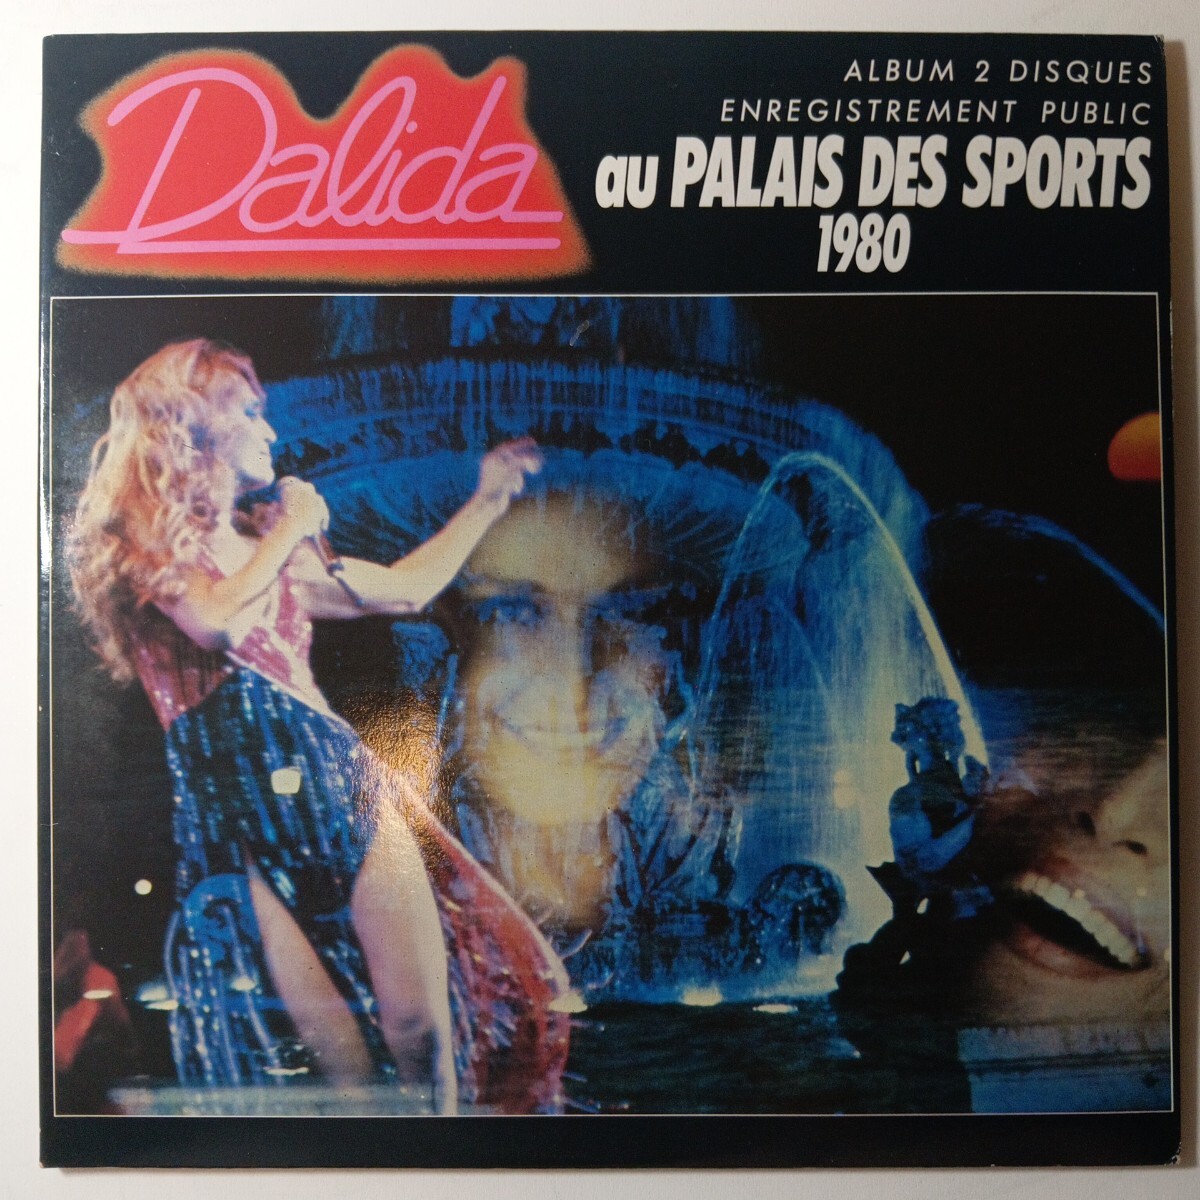 Dalida
ALBUM 2 DISQUES
ENREGISTREMENT PUBLIC
au PALAIS DES SPORTS
1980